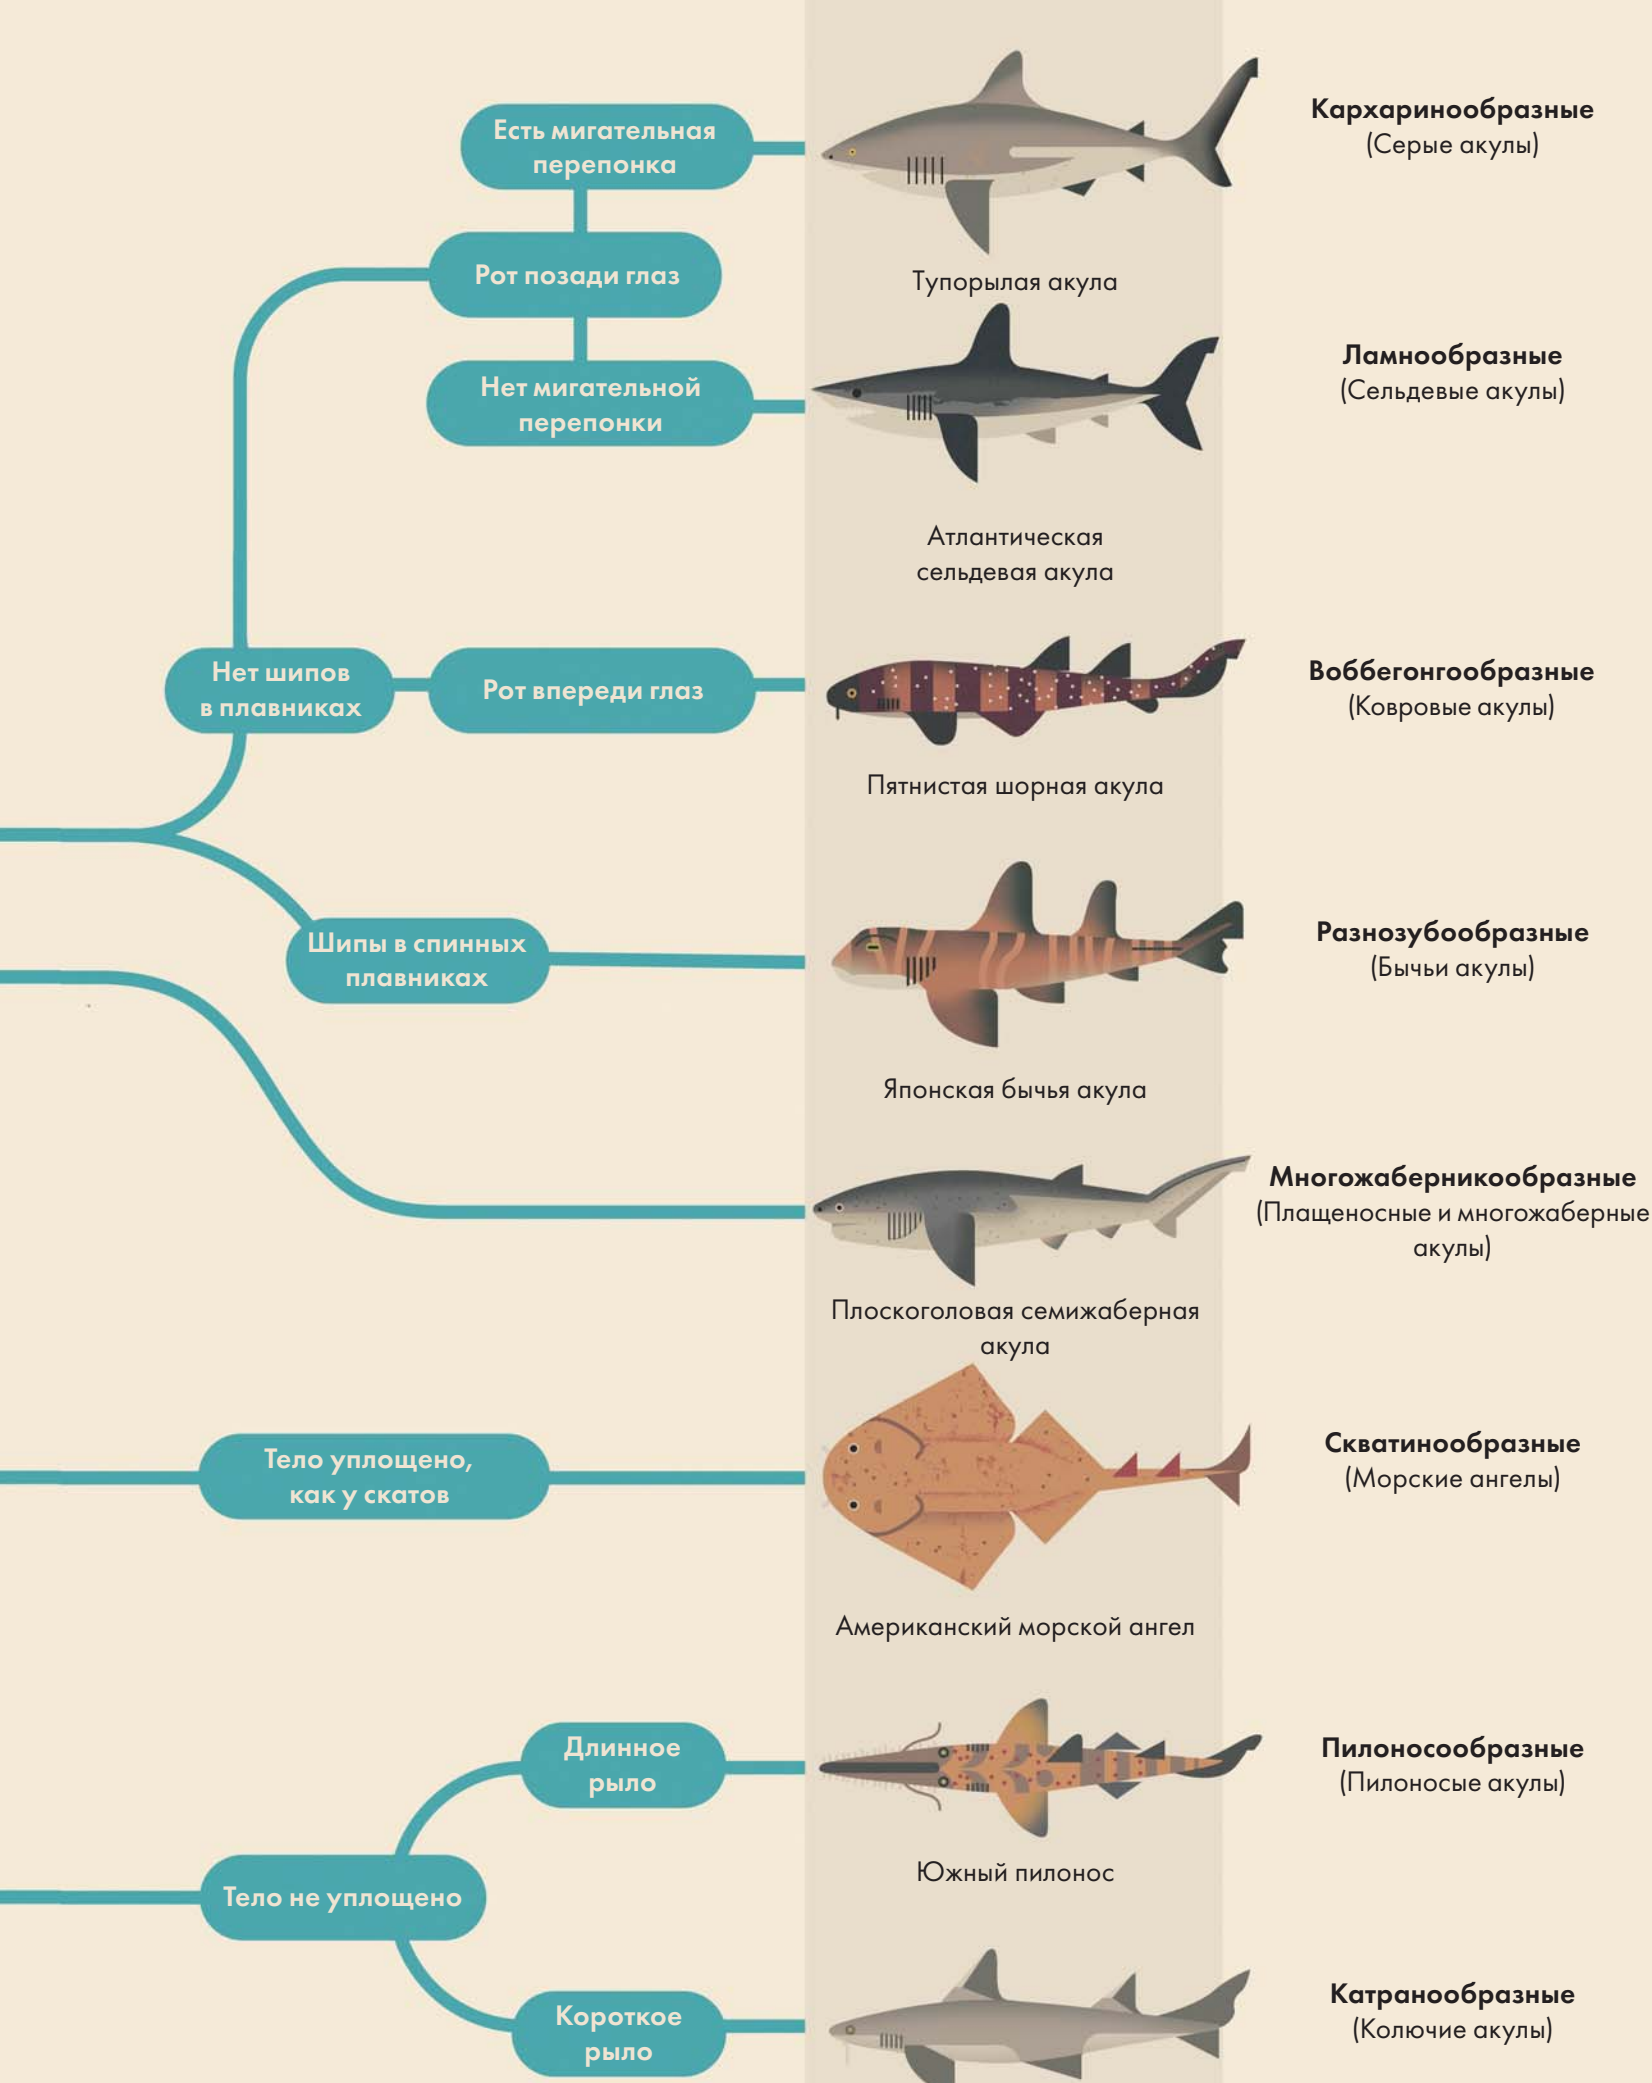 Есть мигательная
перепонка
Кархаринообразные
(Серые акулы)
Рот позади глаз
Тупорылая акула
Нет мигательной
перепонки
Ламнообразные
(Сельдевые акулы)
Атлантическая
сельдевая акула
Нет шипов
в плавниках
Рот впереди глаз
Воббегонгообразные
(Ковровые акулы)
Пятнистая шорная акула
Шипы в спинных
плавниках
Разнозубообразные
(Бычьи акулы)
Японская бычья акула
Многожаберникообразные
(Плащеносные и многожаберные
акулы)
Плоскоголовая семижаберная
акула
Тело уплощено,
как у скатов
Скватинообразные
(Морские ангелы)
Американский морской ангел
Длинное
рыло
Пилоносообразные
(Пилоносые акулы)
Южный пилонос
Тело не уплощено
Короткое
рыло
Катранообразные
(Колючие акулы)